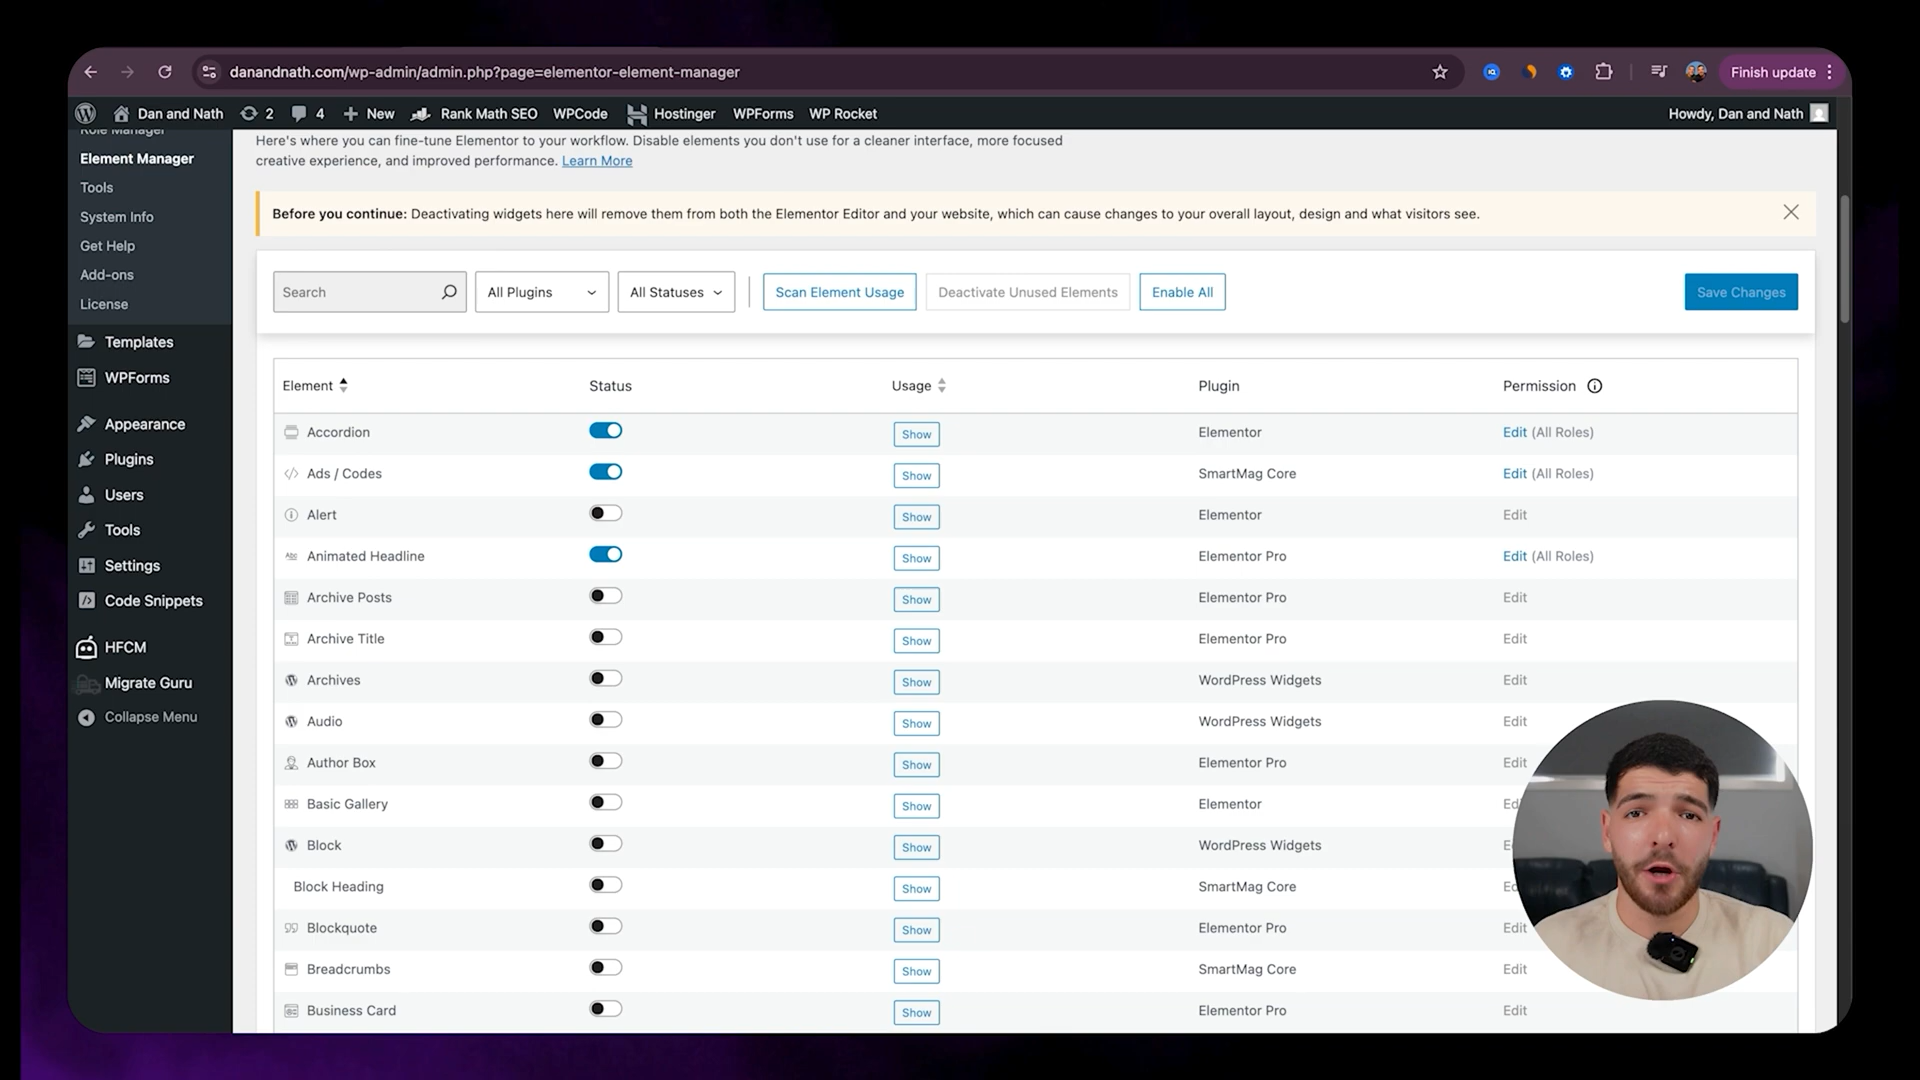 danandnath.com/wp-admin/admin.php?page=elementor-element-manager
Finish update
Dan and Nath 2 4 New Rank Math SEO WPCode Hostinger WPForms WP Rocket Howdy, Dan and Nath
Role Manager
Element Manager
Tools
System Info
Get Help
Add-ons
License
Templates
WPForms
Appearance
Plugins
Users
Tools
Settings
Code Snippets
HFCM
Migrate Guru
Collapse Menu
Here's where you can fine-tune Elementor to your workflow. Disable elements you don't use for a cleaner interface, more focused
creative experience, and improved performance. Learn More
Before you continue: Deactivating widgets here will remove them from both the Elementor Editor and your website, which can cause changes to your overall layout, design and what visitors see.
Search All Plugins All Statuses Scan Element Usage Deactivate Unused Elements Enable All Save Changes
Element Status Usage Plugin Permission
Accordion Show Elementor Edit (All Roles)
Ads / Codes Show SmartMag Core Edit (All Roles)
Alert Show Elementor Edit
Animated Headline Show Elementor Pro Edit (All Roles)
Archive Posts Show Elementor Pro Edit
Archive Title Show Elementor Pro Edit
Archives Show WordPress Widgets Edit
Audio Show WordPress Widgets Edit
Author Box Show Elementor Pro Edit
Basic Gallery Show Elementor
Block Show WordPress Widgets
Block Heading Show SmartMag Core
Blockquote Show Elementor Pro Edit
Breadcrumbs Show SmartMag Core Edit
Business Card Show Elementor Pro Edit